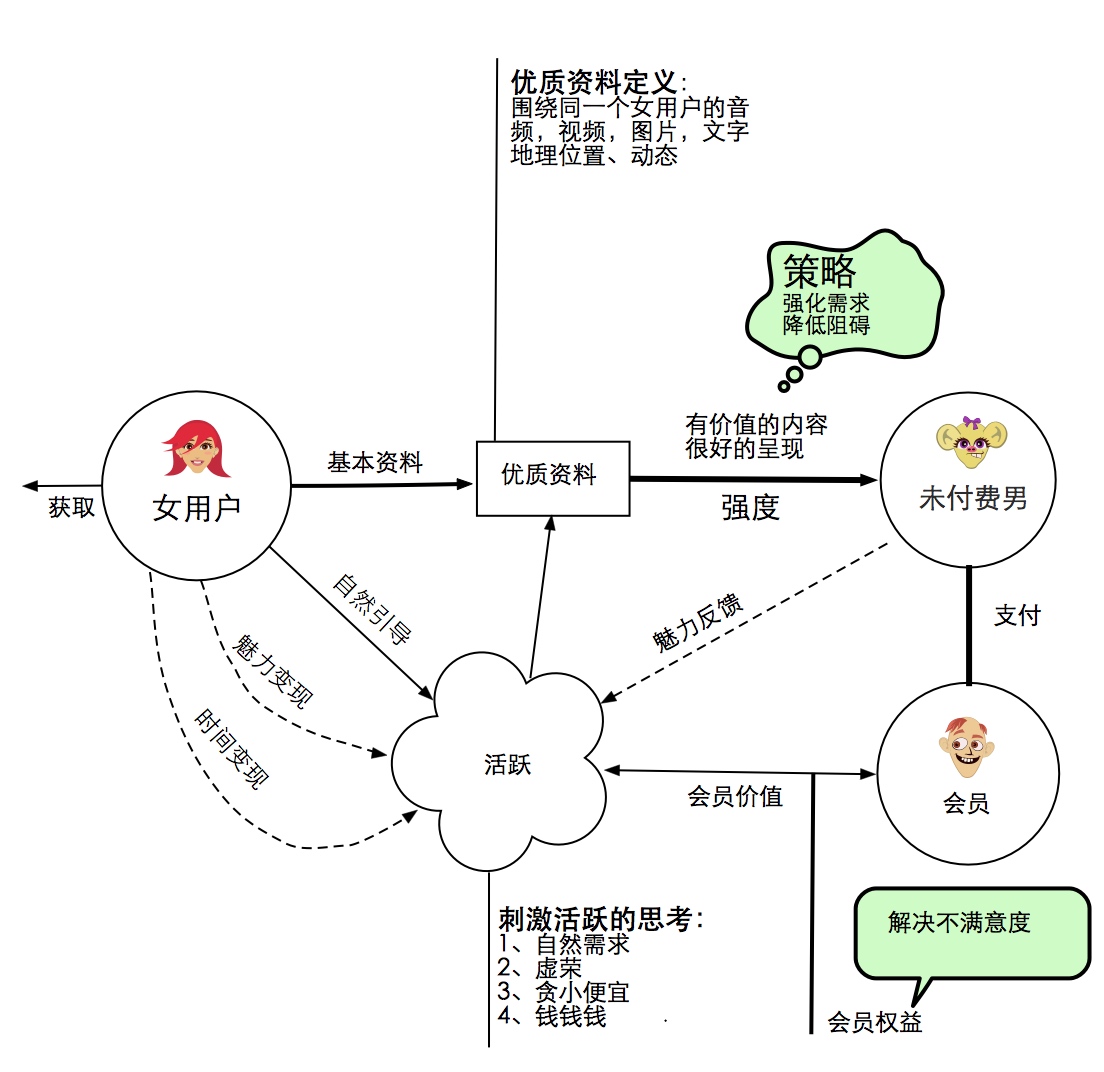 优质资料定义：
围绕同一个女用户的音
频，视频，图片，文字
地理位置、动态
策略
强化需求
降低阻碍
有价值的内容
很好的呈现
基本资料
优质资料
强度
获取
女用户
未付费男
自然引导
魅力变现
时间变现
魅力反馈
支付
活跃
会员价值
会员
刺激活跃的思考：
1、自然需求
2、虚荣
3、贪小便宜
4、钱钱钱
解决不满意度
会员权益